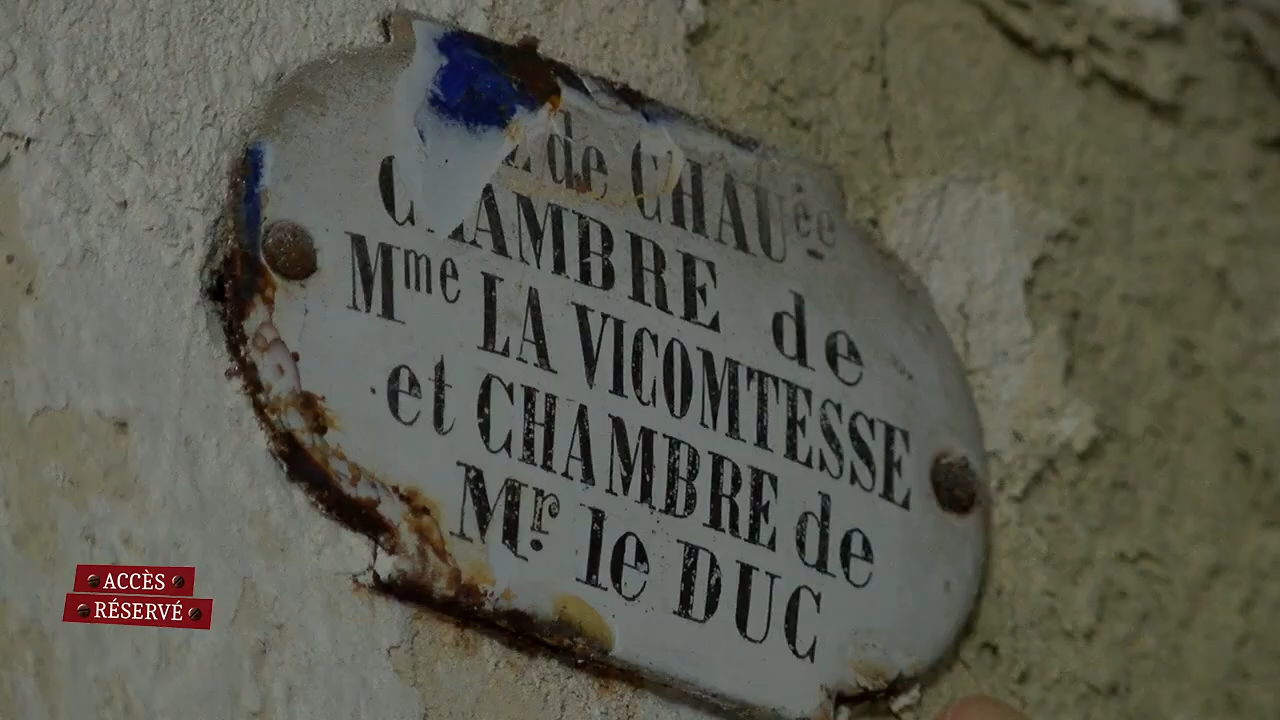 de CHAUée
CHAMBRE de
Mme LA VICOMTESSE
et CHAMBRE de
Mr. le DUC
ACCÈS
RÉSERVÉ